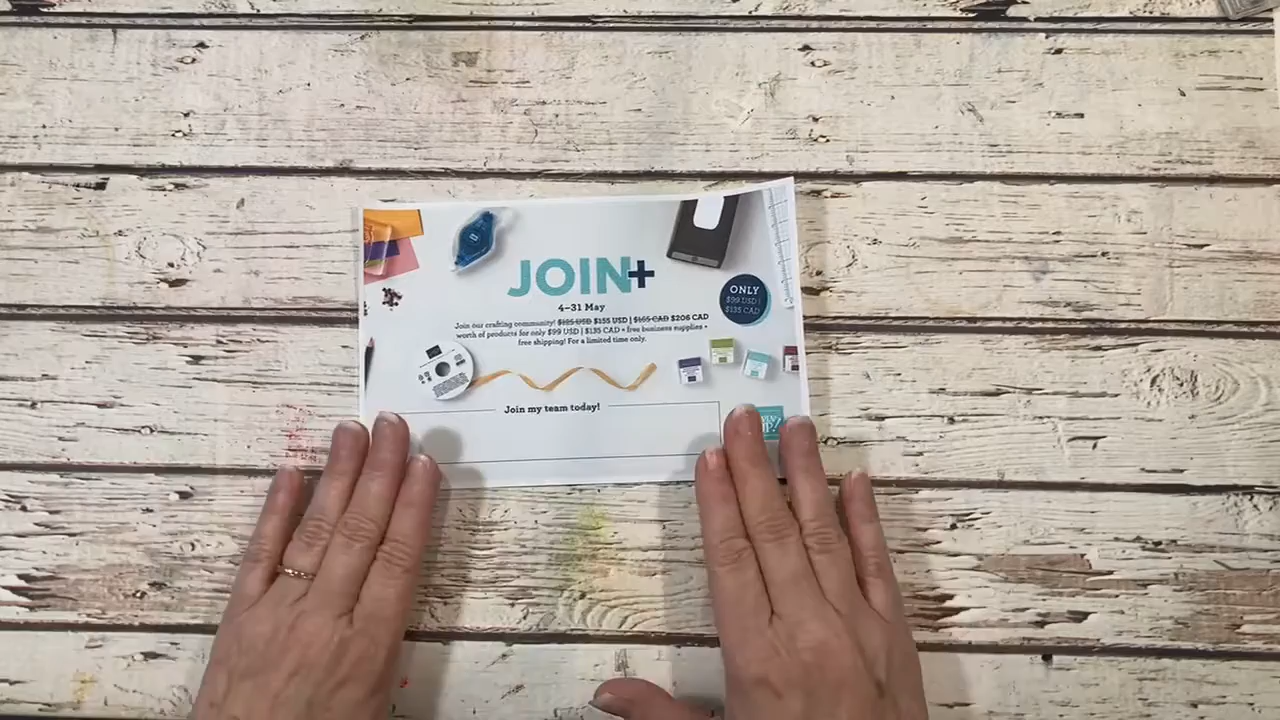 JOIN+
4–31 May
Join our crafting community! $125 USD $155 USD | $165 CAD $206 CAD
worth of products for only $99 USD | $135 CAD + free business supplies +
free shipping! For a limited time only.
ONLY
$99 USD |
$135 CAD
Join my team today!